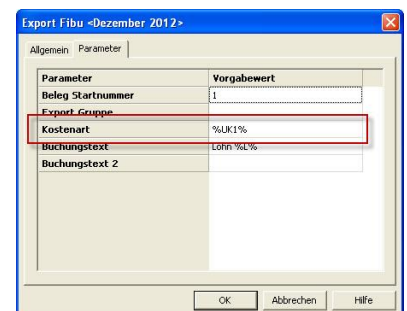 Export Fibu <Dezember 2012>
Allgemein Parameter
Parameter Vorgabewert
Beleg Startnummer 1
Export Gruppe
Kostenart %UK1%
Buchungstext Lohn %L%
Buchungstext 2
OK Abbrechen Hilfe